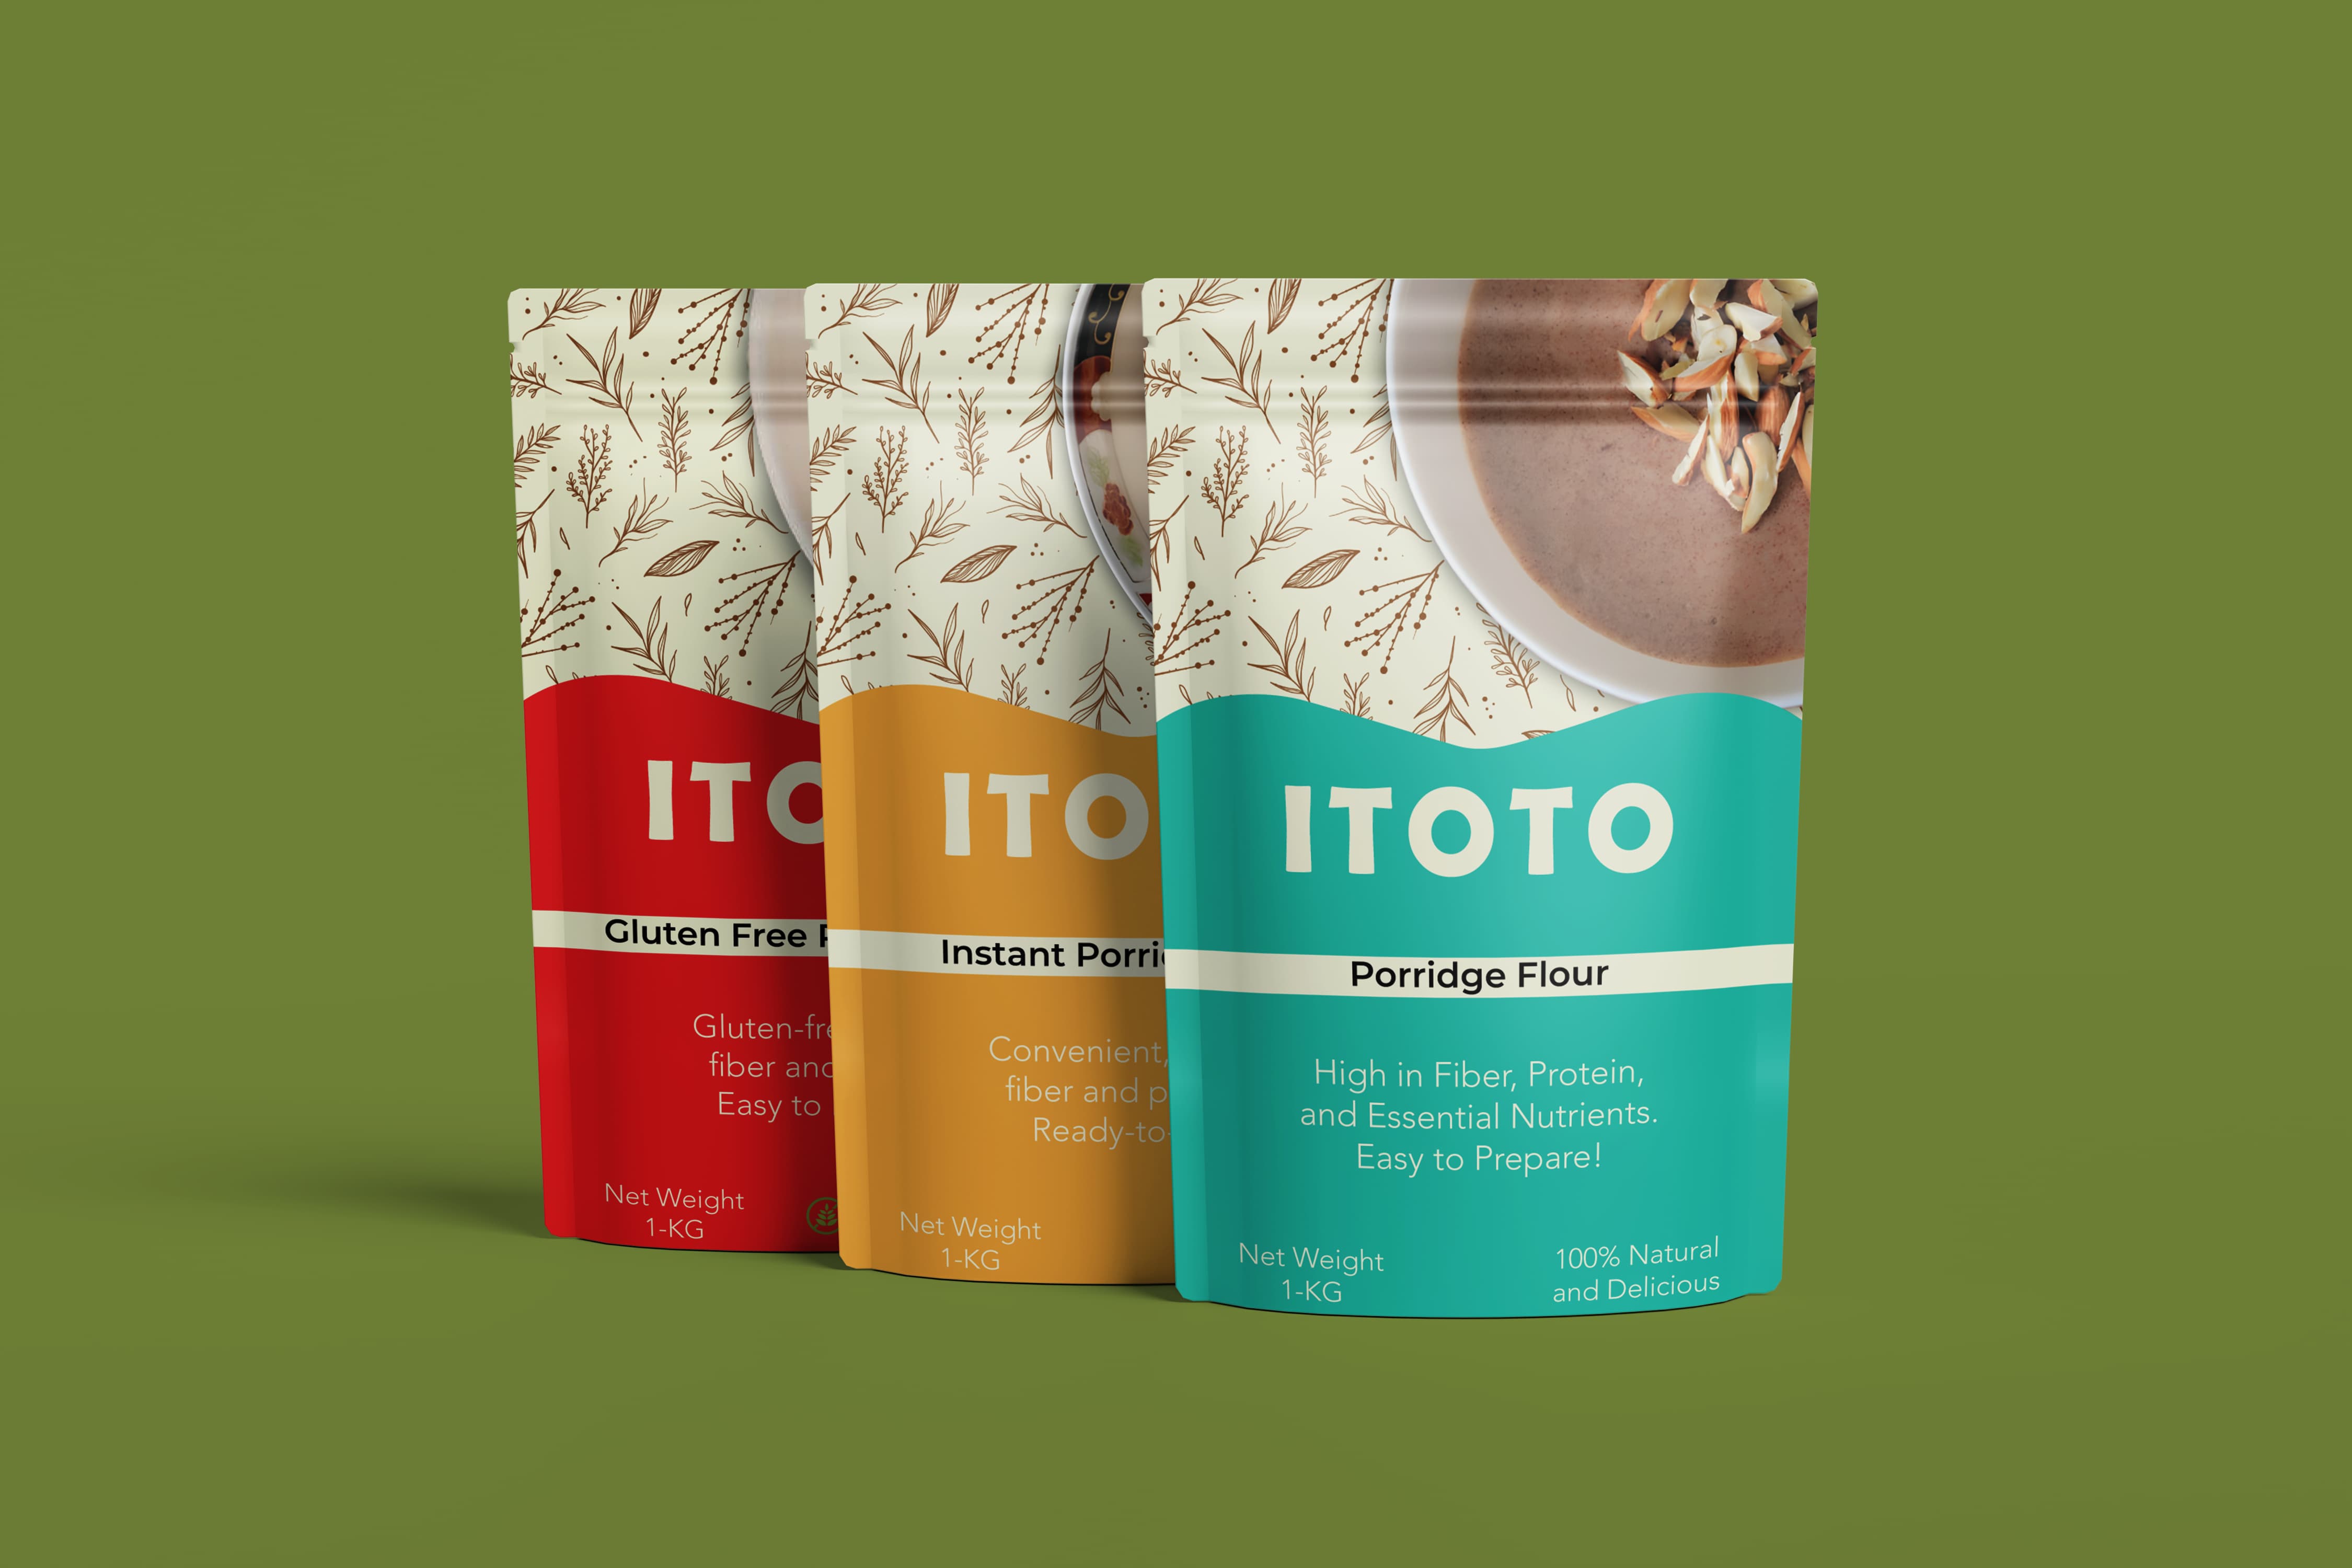 ITO
Gluten Free
Gluten-fre
fiber and
Easy to
Net Weight
1-KG
ITO
Instant Porri
Convenient,
fiber and p
Ready-to-
Net Weight
1-KG
ITOTO
Porridge Flour
High in Fiber, Protein,
and Essential Nutrients.
Easy to Prepare!
Net Weight
1-KG
100% Natural
and Delicious